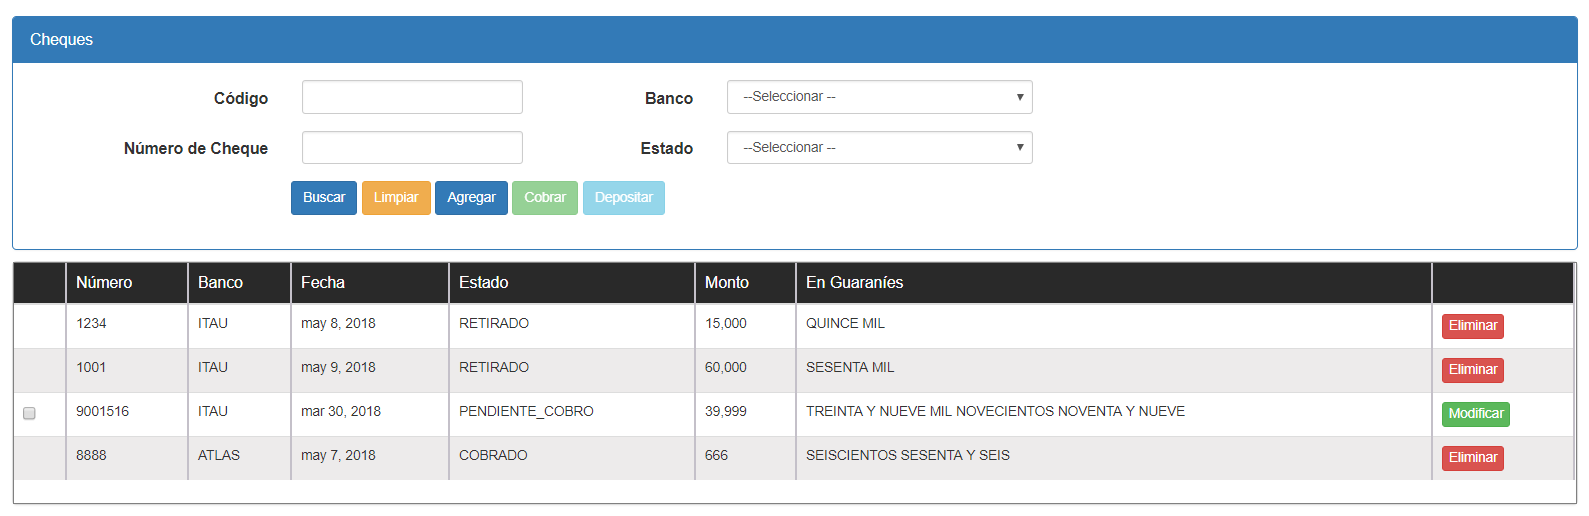 Cheques
Código Banco --Seleccionar --
Número de Cheque Estado --Seleccionar --
Buscar Limpiar Agregar Cobrar Depositar
Número Banco Fecha Estado Monto En Guaraníes
1234 ITAU may 8, 2018 RETIRADO 15,000 QUINCE MIL Eliminar
1001 ITAU may 9, 2018 RETIRADO 60,000 SESENTA MIL Eliminar
9001516 ITAU mar 30, 2018 PENDIENTE_COBRO 39,999 TREINTA Y NUEVE MIL NOVECIENTOS NOVENTA Y NUEVE Modificar
8888 ATLAS may 7, 2018 COBRADO 666 SEISCIENTOS SESENTA Y SEIS Eliminar